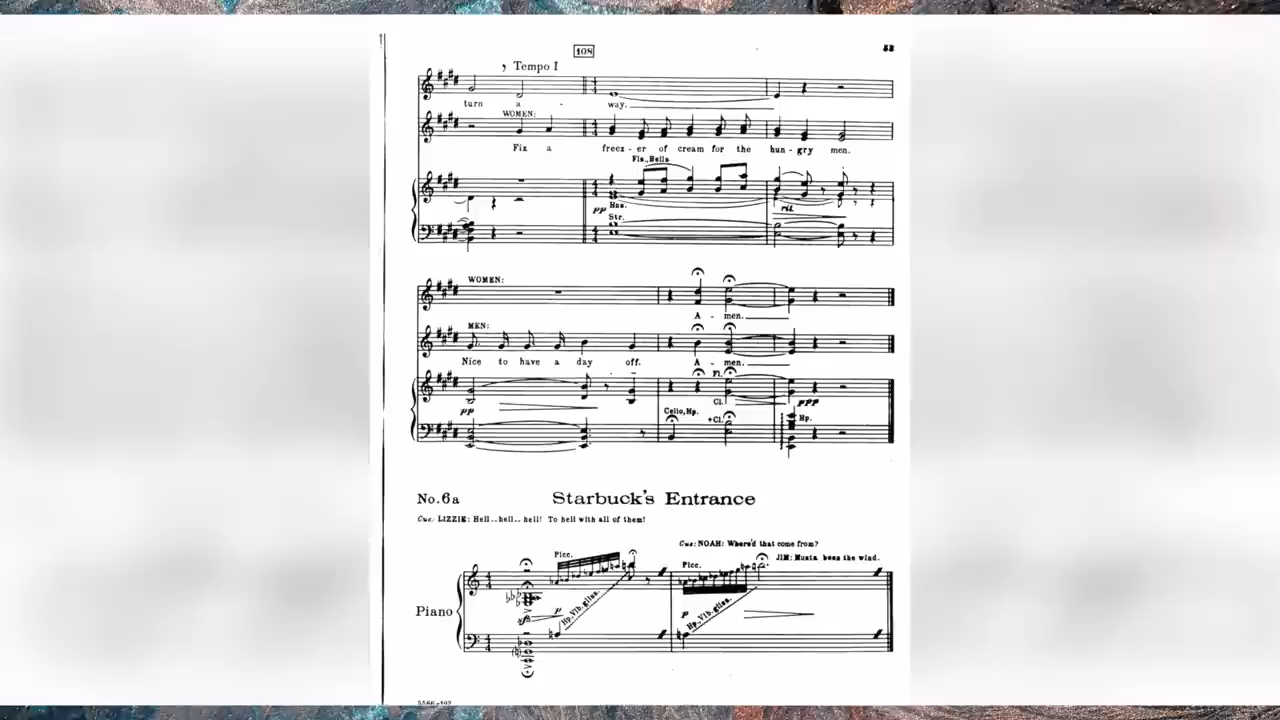 108
53
, Tempo I
turn a - way.
WOMEN:
Fix a freez - er of cream for the hun - gry men.
Fls., Bells
pp Hns. rit.
Str.
WOMEN:
A - men.
MEN:
Nice to have a day off. A - men.
Fl.
pp Cl. ppp
Cello, Hp. +Cl. Hp.
No. 6a Starbuck's Entrance
Cue: LIZZIE: Hell.. hell.. hell! To hell with all of them!
Cue: NOAH: Where'd that come from?
JIM: Musta been the wind.
Picc. Picc.
Piano
p Hp. Vib. gliss. p Hp. Vib. gliss.